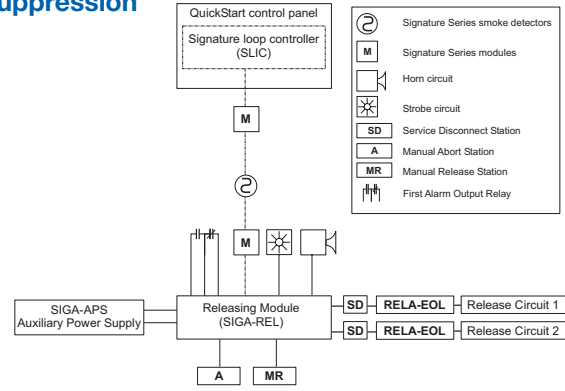 uppression
QuickStart control panel
Signature loop controller
(SLIC)
Signature Series smoke detectors
M
Signature Series modules
Horn circuit
Strobe circuit
SD
Service Disconnect Station
A
Manual Abort Station
MR
Manual Release Station
First Alarm Output Relay
M
M
SIGA-APS
Auxiliary Power Supply
Releasing Module
(SIGA-REL)
SD
RELA-EOL
Release Circuit 1
SD
RELA-EOL
Release Circuit 2
A
MR